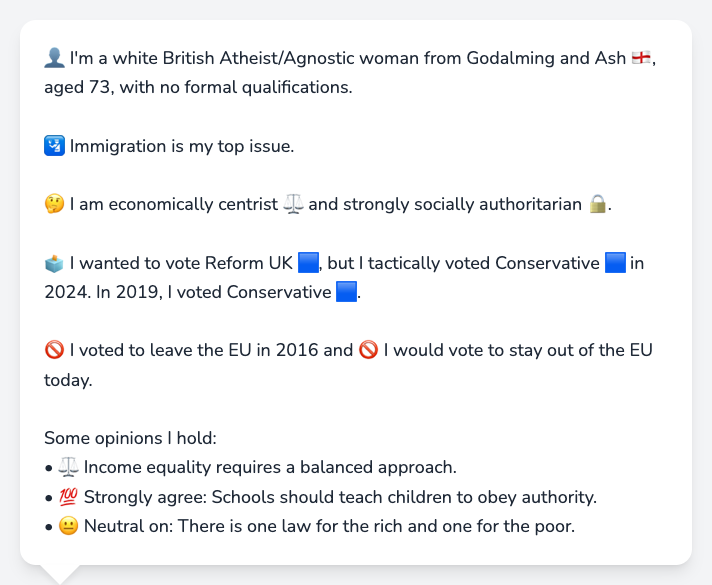 👤 I'm a white British Atheist/Agnostic woman from Godalming and Ash 🏴󠁧󠁢󠁥󠁮󠁧󠁿,
aged 73, with no formal qualifications.
🛂 Immigration is my top issue.
🤔 I am economically centrist ⚖️ and strongly socially authoritarian 🔒.
🗳️ I wanted to vote Reform UK 🟦, but I tactically voted Conservative 🟦 in
2024. In 2019, I voted Conservative 🟦.
🚫 I voted to leave the EU in 2016 and 🚫 I would vote to stay out of the EU
today.
Some opinions I hold:
• ⚖️ Income equality requires a balanced approach.
• 💯 Strongly agree: Schools should teach children to obey authority.
• 😐 Neutral on: There is one law for the rich and one for the poor.